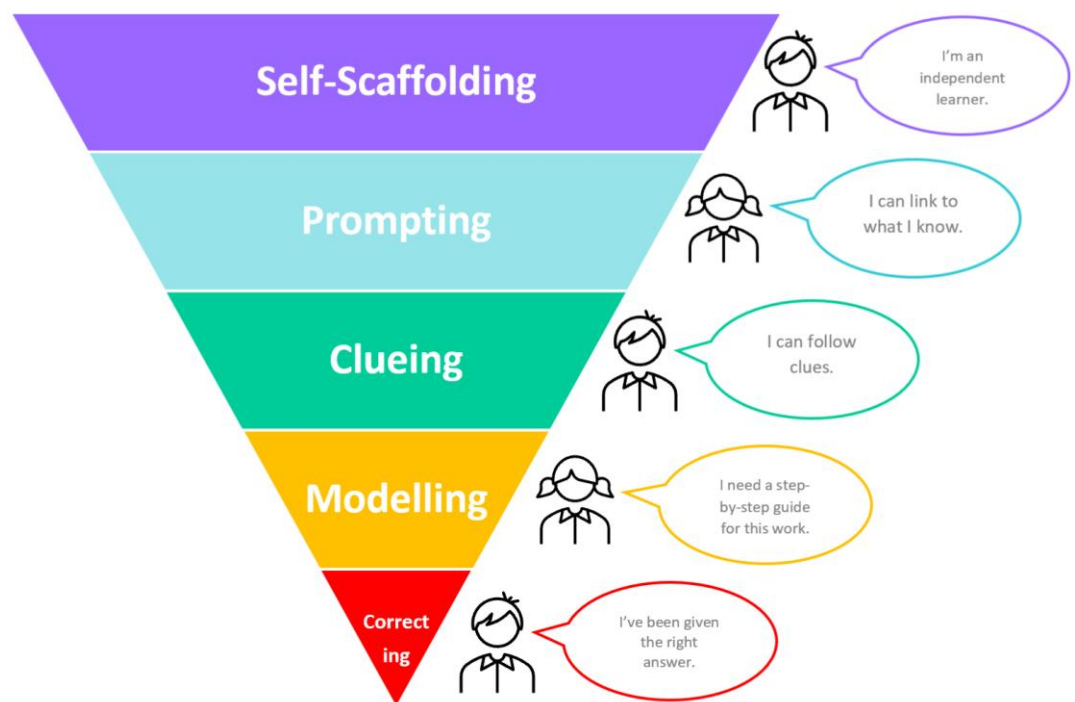 Self-Scaffolding
I'm an
independent
learner.
Prompting
I can link to
what I know.
Clueing
I can follow
clues.
Modelling
I need a step-
by-step guide
for this work.
Correct
ing
I've been given
the right
answer.